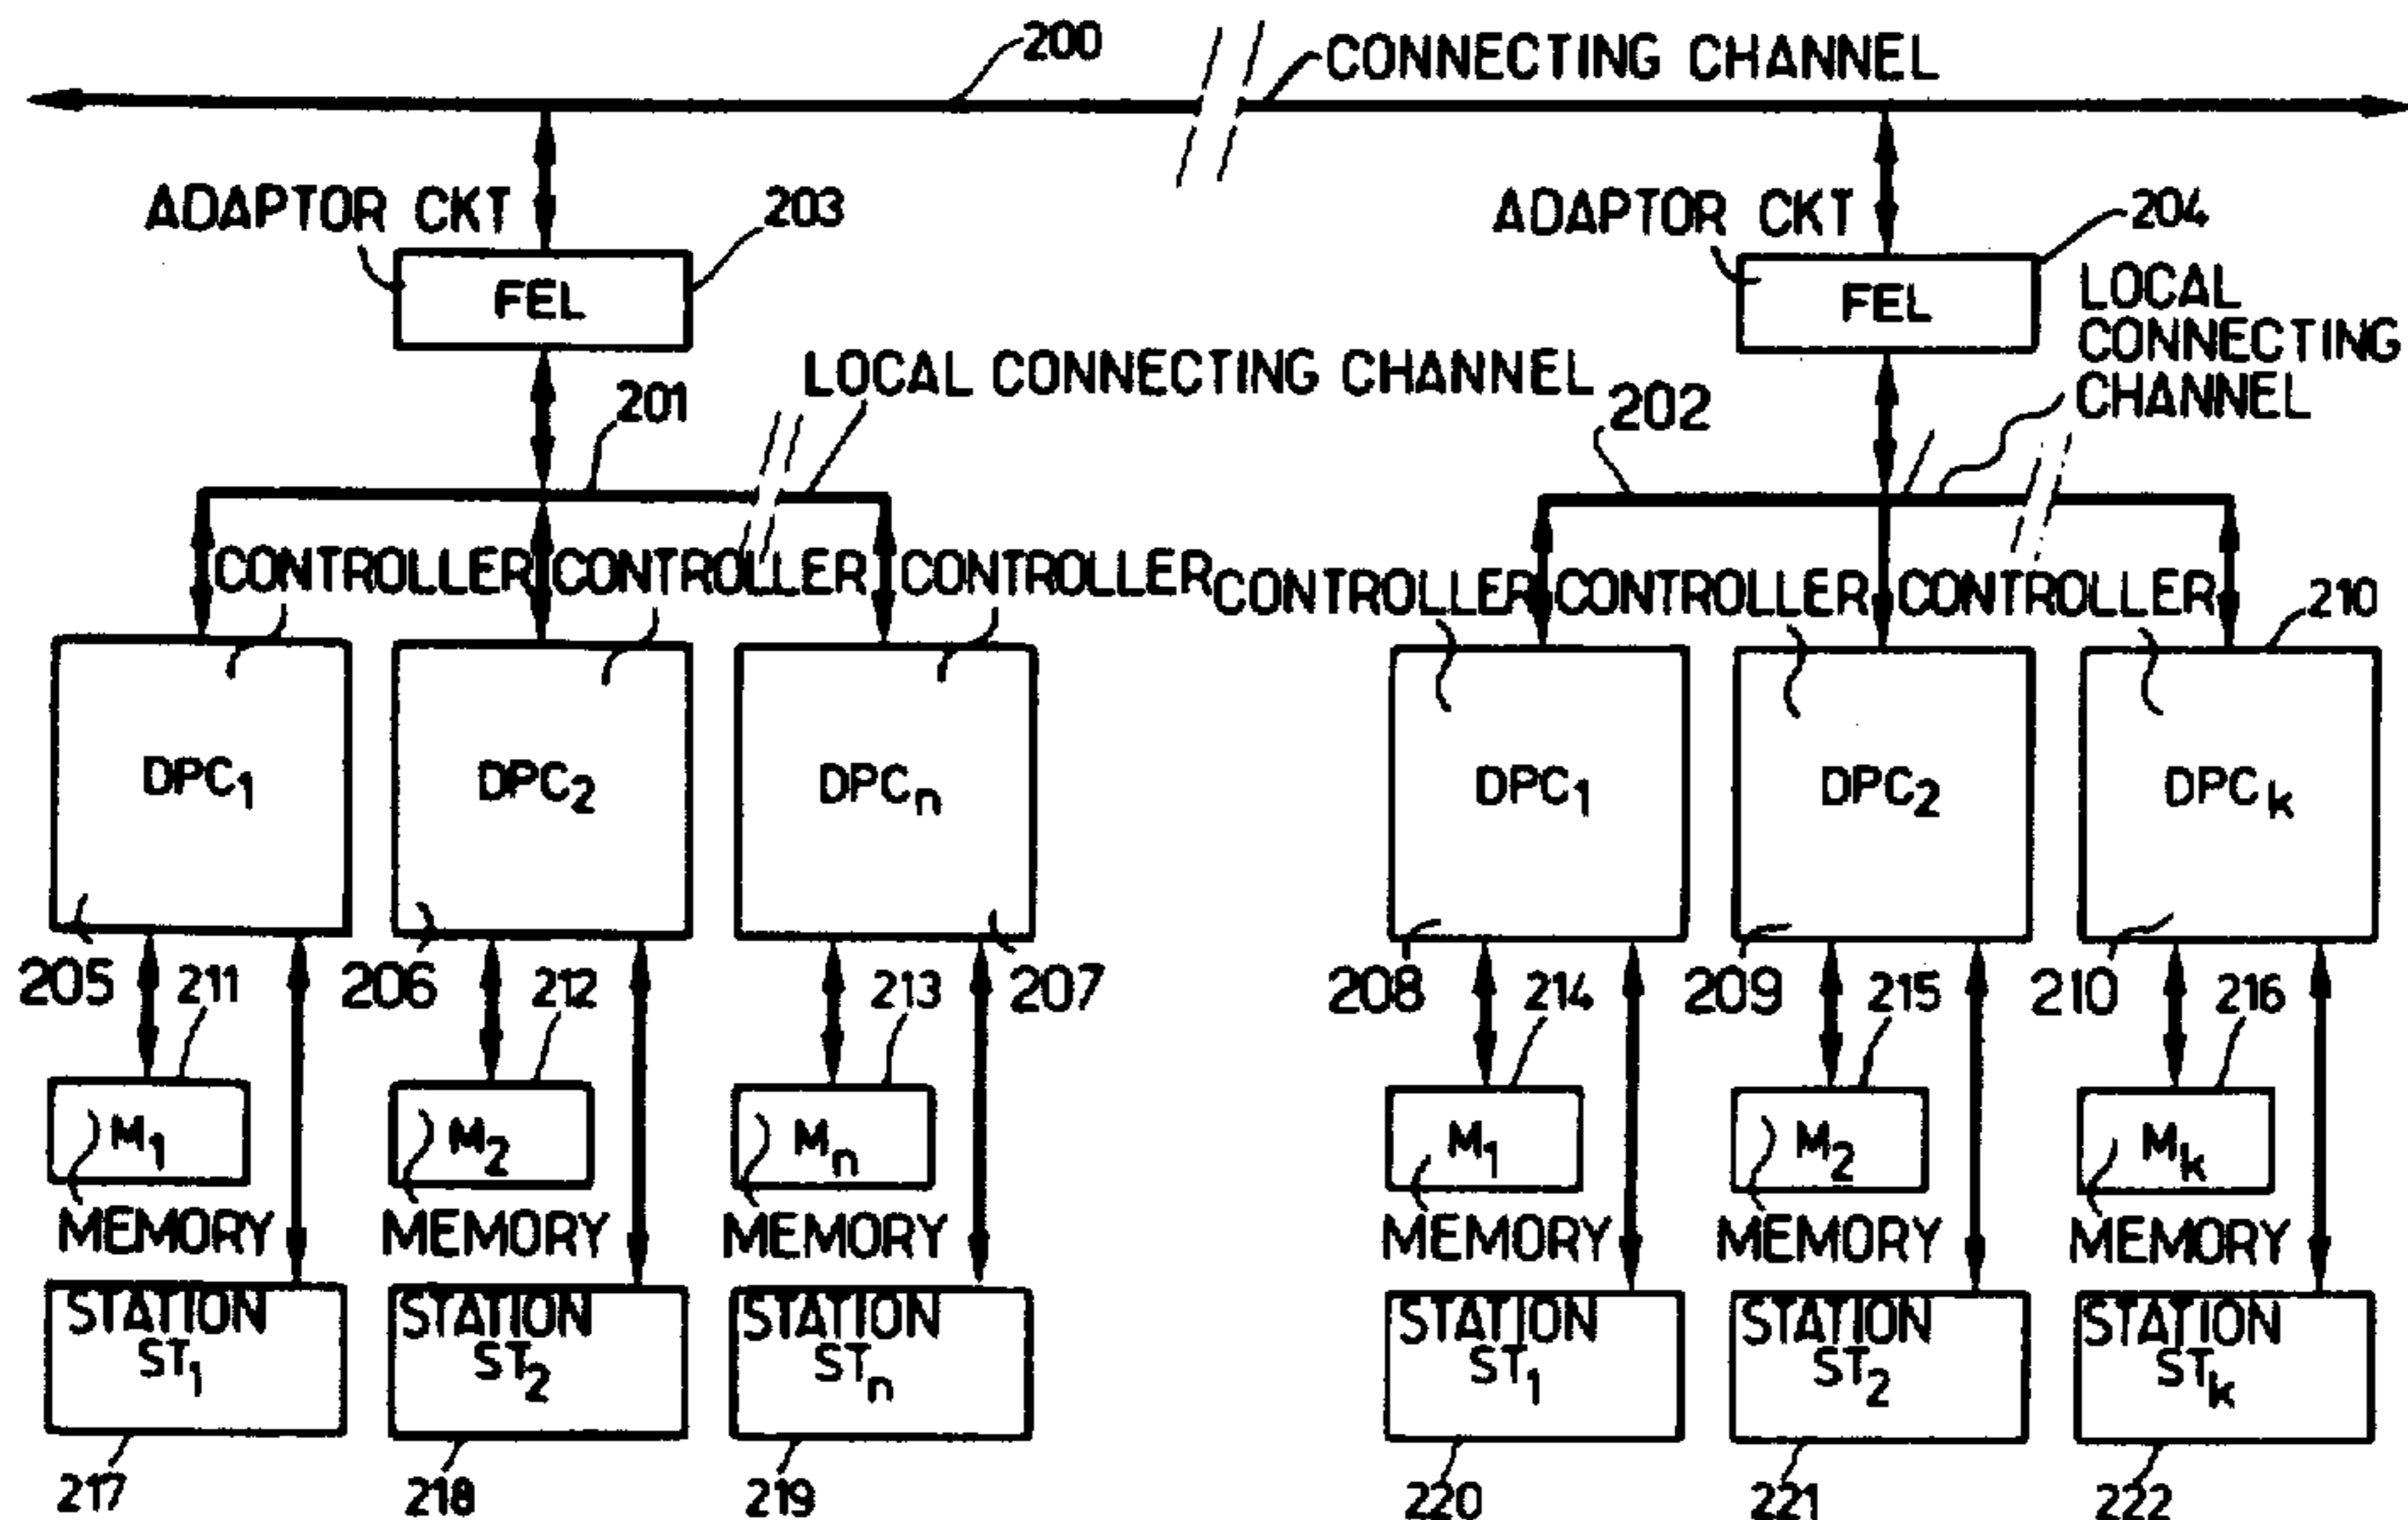 200
CONNECTING CHANNEL
ADAPTOR CKT
203
ADAPTOR CKT
204
FEL
FEL
LOCAL
CONNECTING
CHANNEL
LOCAL CONNECTING CHANNEL
201
202
CONTROLLER CONTROLLER CONTROLLER
CONTROLLER CONTROLLER CONTROLLER
210
DPC1
DPC2
DPCn
DPC1
DPC2
DPCk
205
211
206
212
213
207
208
214
209
215
210
216
M1
M2
Mn
M1
M2
Mk
MEMORY
MEMORY
MEMORY
MEMORY
MEMORY
MEMORY
STATION
ST1
STATION
ST2
STATION
STn
STATION
ST1
STATION
ST2
STATION
STk
217
218
219
220
221
222